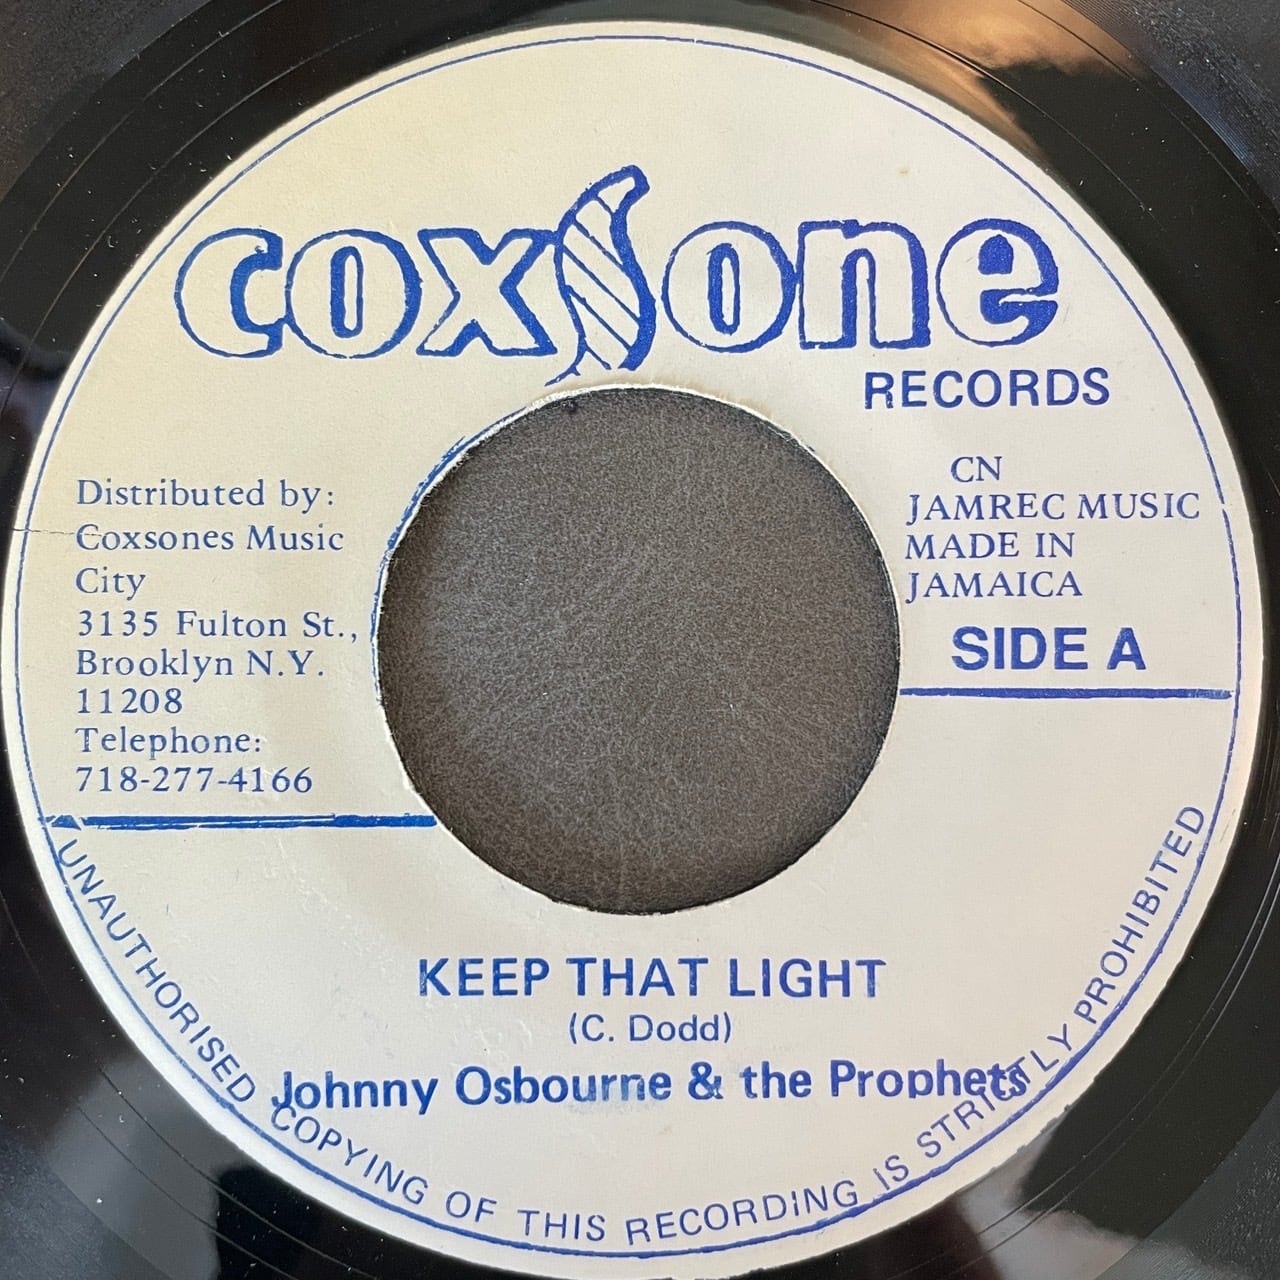 coxsone
RECORDS
Distributed by:
Coxsones Music
City
3135 Fulton St.,
Brooklyn N.Y.
11208
Telephone:
718-277-4166
CN
JAMREC MUSIC
MADE IN
JAMAICA
SIDE A
KEEP THAT LIGHT
(C. Dodd)
Johnny Osbourne & the Prophets
UNAUTHORISED COPYING OF THIS RECORDING IS STRICTLY PROHIBITED